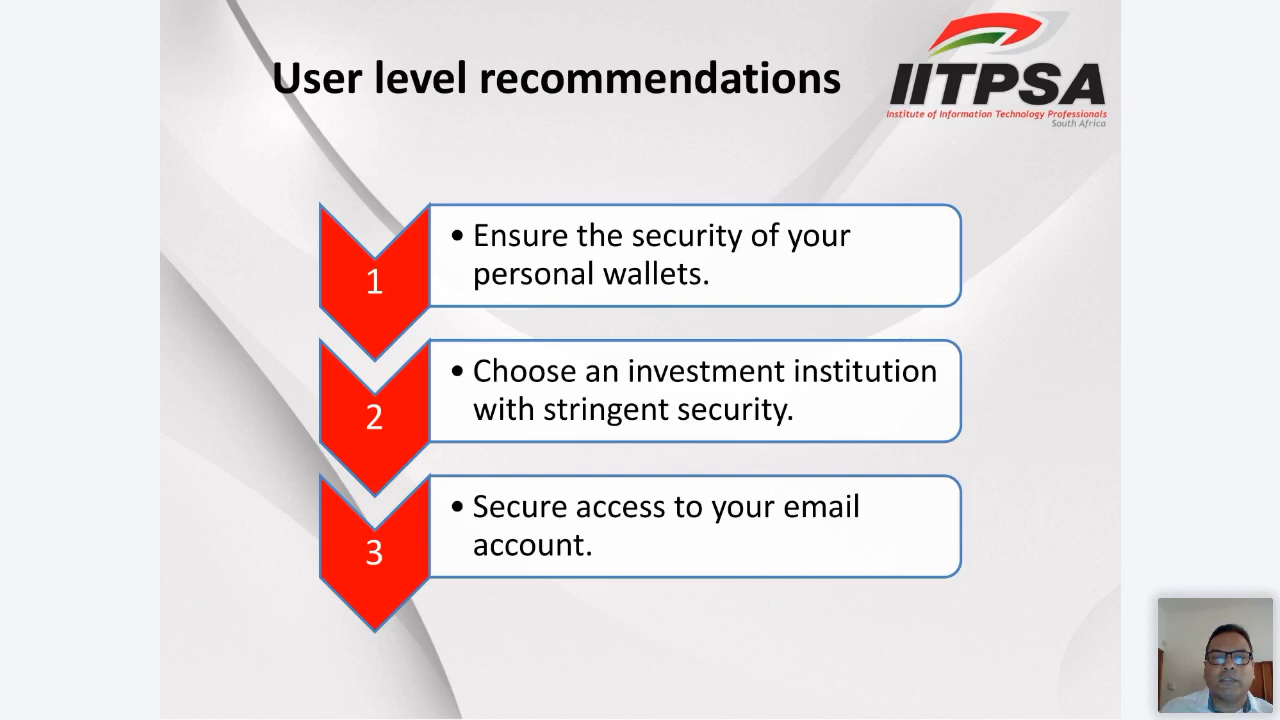 User level recommendations
IITPSA
Institute of Information Technology Professionals
South Africa
1
• Ensure the security of your
personal wallets.
2
• Choose an investment institution
with stringent security.
3
• Secure access to your email
account.